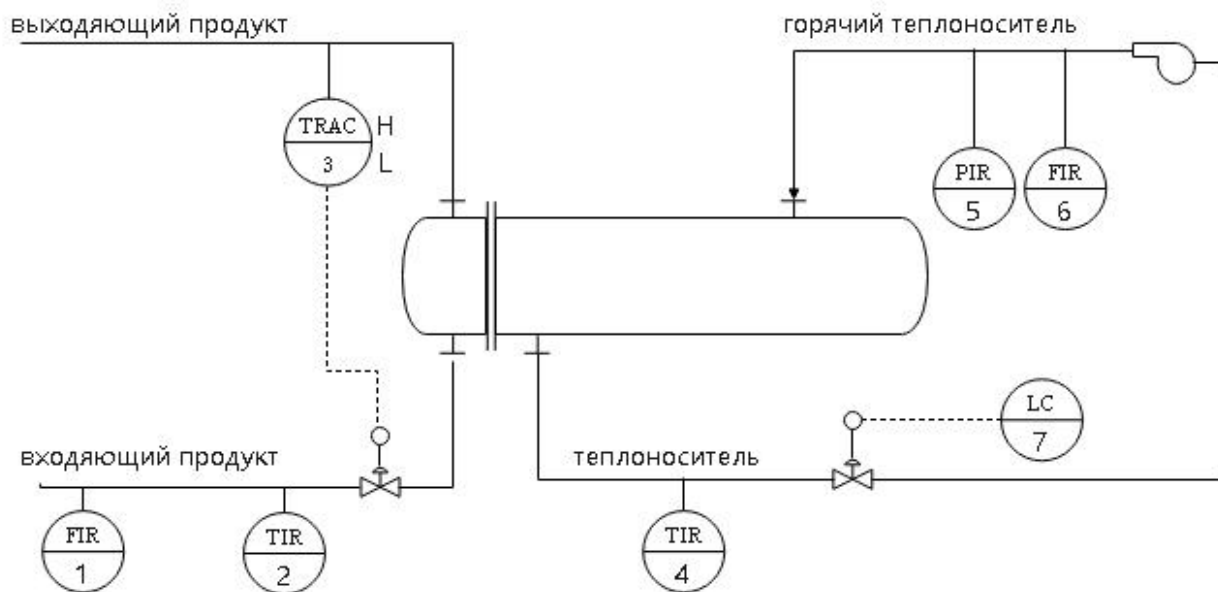 выходящий продукт
горячий теплоноситель
TRAC
3
H
L
PIR
5
FIR
6
LC
7
входящий продукт
теплоноситель
FIR
1
TIR
2
TIR
4